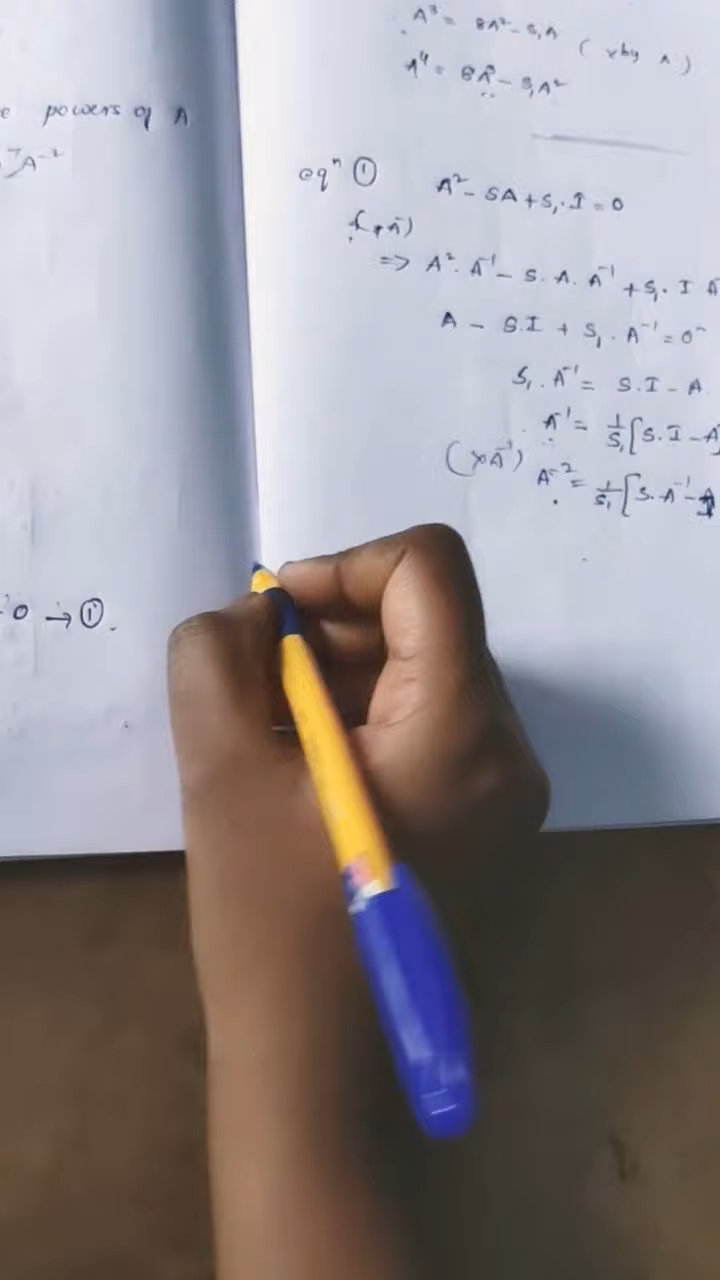 powers of A
A⁻²
0 → ①.
A³ = SA² - S₁A
(x by A)
A⁴ = SA³ - S₁A²
eqⁿ ① A² - SA + S₁.I = 0
⇒ A². A⁻¹ - S. A. A⁻¹ + S₁. I
A - S.I + S₁. A⁻¹ = 0
S₁. A⁻¹ = S.I - A
A⁻¹ = 1/S₁ [S.I - A]
(xA⁻¹) A⁻² = 1/S₁ [S. A⁻¹ -